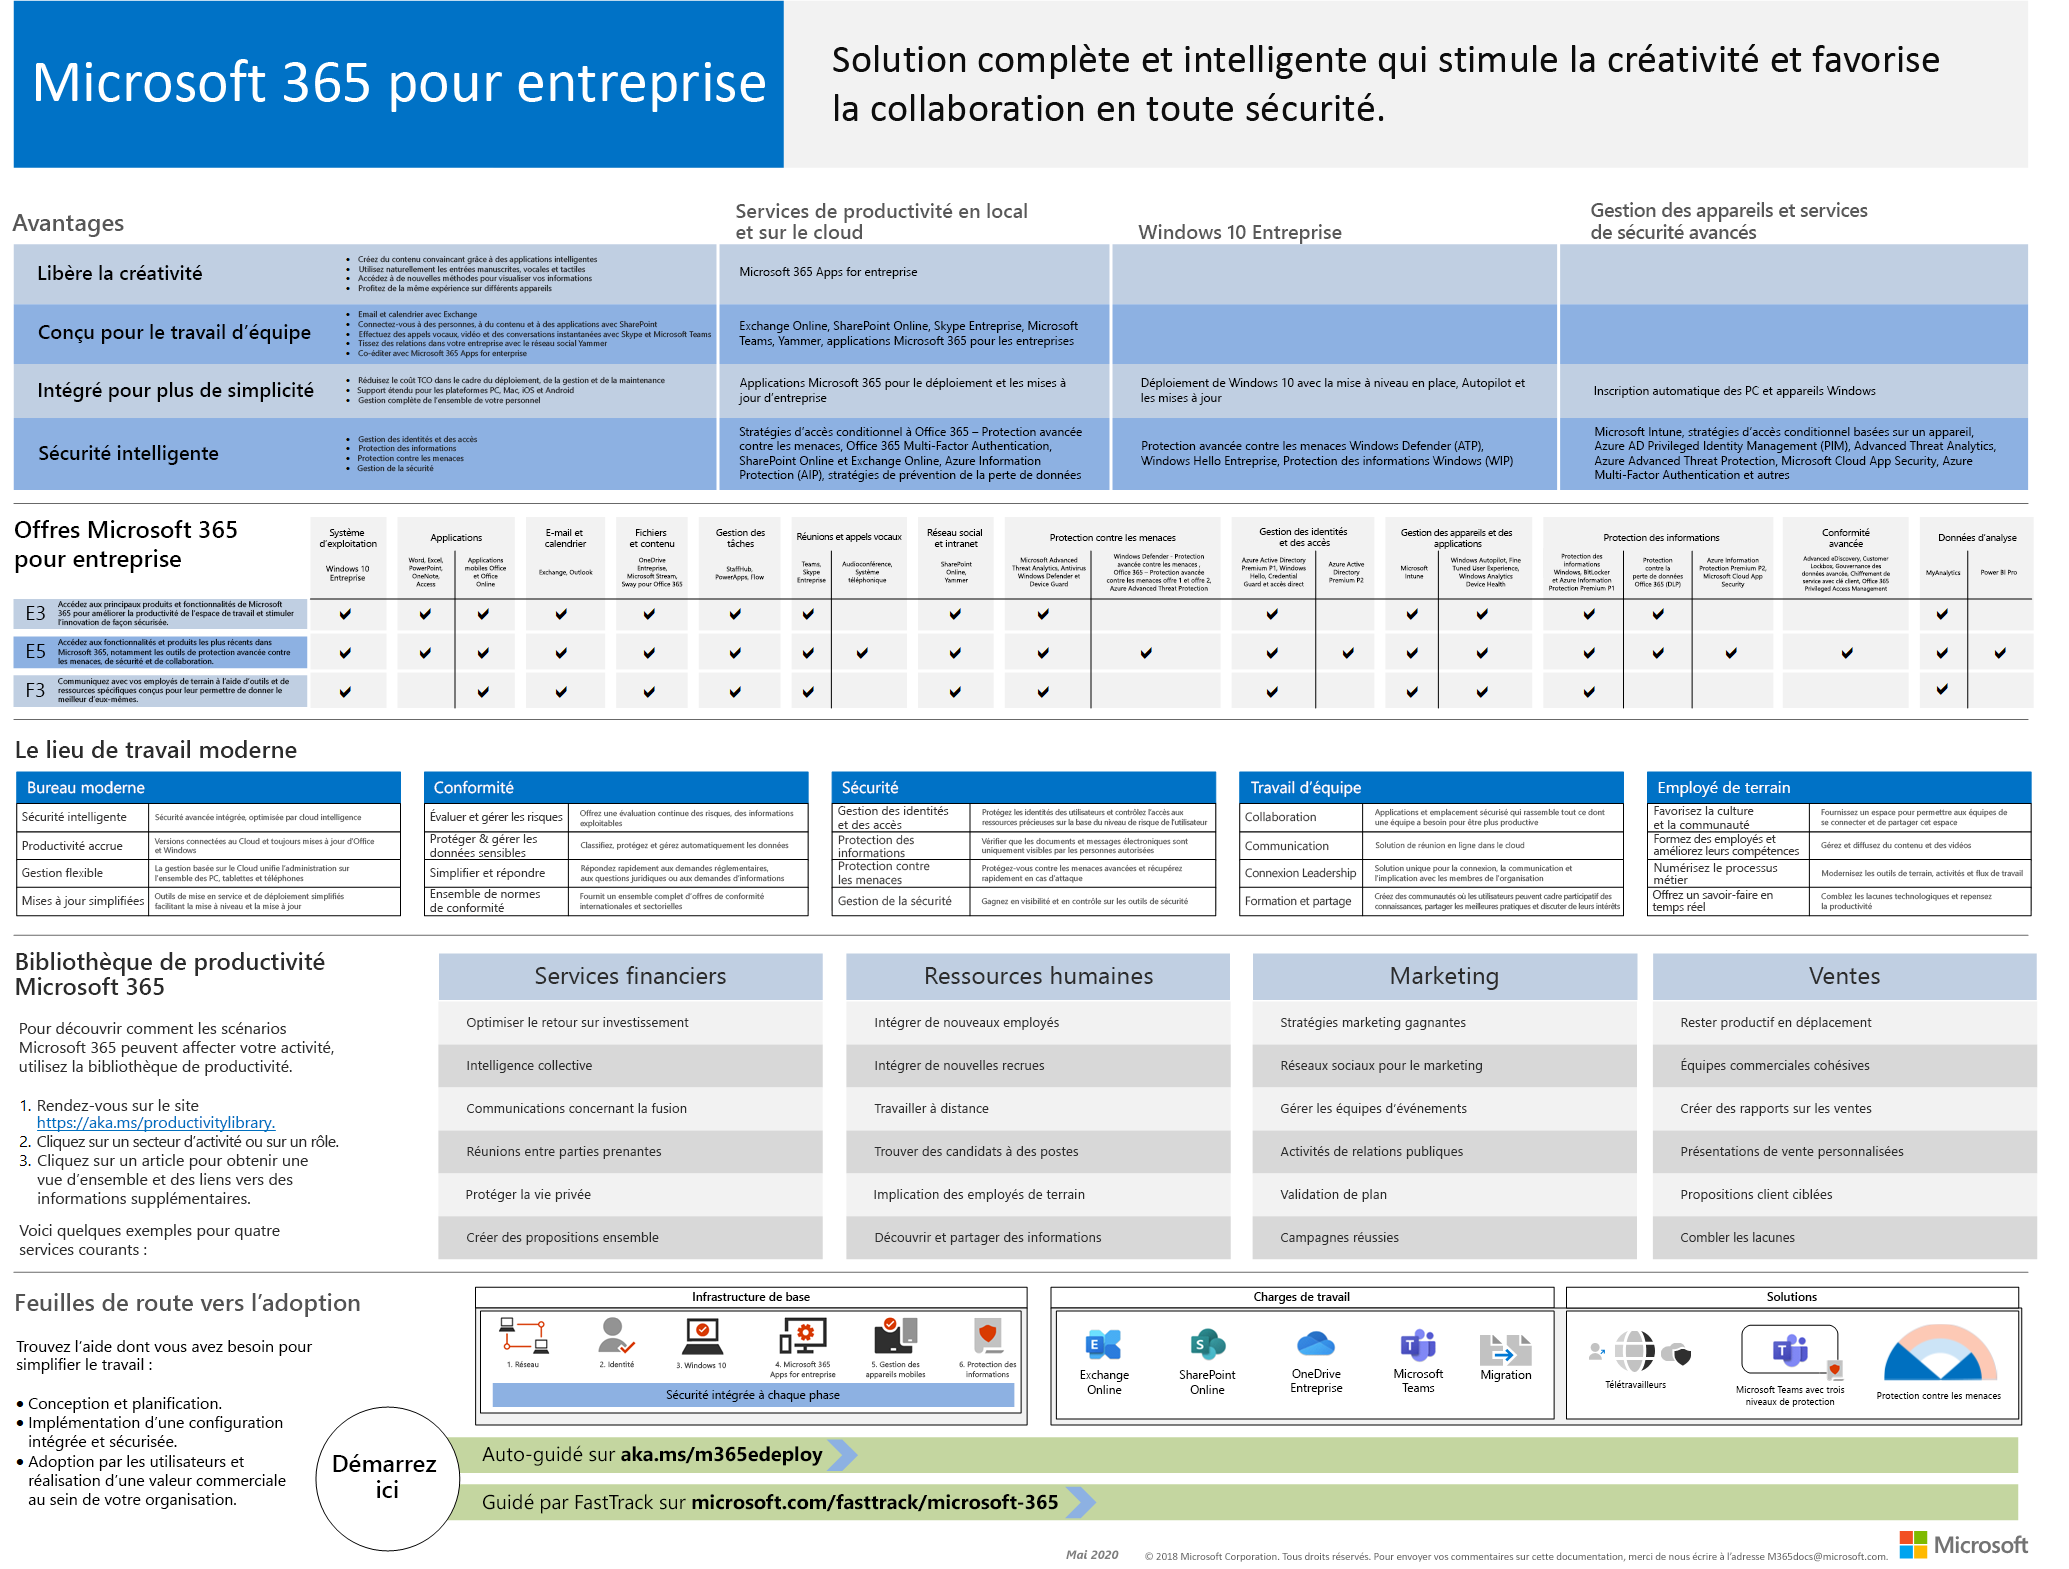 Microsoft 365 pour entreprise
Solution complète et intelligente qui stimule la créativité et favorise
la collaboration en toute sécurité.
Avantages
Services de productivité en local
et sur le cloud
Windows 10 Entreprise
Gestion des appareils et services
de sécurité avancés
Libère la créativité
• Créez du contenu convaincant grâce à des applications intelligentes
• Utilisez naturellement les entrées manuscrites, vocales et tactiles
• Accédez à de nouvelles méthodes pour visualiser vos informations
• Profitez de la même expérience sur différents appareils
Microsoft 365 Apps for entreprise
Conçu pour le travail d’équipe
• Email et calendrier avec Exchange
• Connectez-vous à des personnes, à du contenu et à des applications avec SharePoint
• Effectuez des appels vocaux, vidéo et des conversations instantanées avec Skype et Microsoft Teams
• Tissez des relations dans votre entreprise avec le réseau social Yammer
• Co-éditer avec Microsoft 365 Apps for enterprise
Exchange Online, SharePoint Online, Skype Entreprise, Microsoft
Teams, Yammer, applications Microsoft 365 pour les entreprises
Intégré pour plus de simplicité
• Réduisez le coût TCO dans le cadre du déploiement, de la gestion et de la maintenance
• Support étendu pour les plateformes PC, Mac, iOS et Android
• Gestion complète de l’ensemble de votre personnel
Applications Microsoft 365 pour le déploiement et les mises à
jour d’entreprise
Déploiement de Windows 10 avec la mise à niveau en place, Autopilot et
les mises à jour
Inscription automatique des PC et appareils Windows
Sécurité intelligente
• Gestion des identités et des accès
• Protection des informations
• Protection contre les menaces
• Gestion de la sécurité
Stratégies d’accès conditionnel à Office 365 – Protection avancée
contre les menaces, Office 365 Multi-Factor Authentication,
SharePoint Online et Exchange Online, Azure Information
Protection (AIP), stratégies de prévention de la perte de données
Protection avancée contre les menaces Windows Defender (ATP),
Windows Hello Entreprise, Protection des informations Windows (WIP)
Microsoft Intune, stratégies d’accès conditionnel basées sur un appareil,
Azure AD Privileged Identity Management (PIM), Advanced Threat Analytics,
Azure Advanced Threat Protection, Microsoft Cloud App Security, Azure
Multi-Factor Authentication et autres
Offres Microsoft 365
pour entreprise
Système
d’exploitation
Windows 10
Entreprise
Applications
Word, Excel,
PowerPoint,
OneNote,
Access
Applications
mobiles Office
et Office
Online
E-mail et
calendrier
Exchange, Outlook
Fichiers
et contenu
OneDrive
Entreprise,
Microsoft Stream,
Sway pour Office 365
Gestion des
tâches
StaffHub,
PowerApps, Flow
Réunions et appels vocaux
Teams,
Skype
Entreprise
Audioconférence,
Système
téléphonique
Réseau social
et intranet
SharePoint
Online,
Yammer
Protection contre les menaces
Microsoft Advanced
Threat Analytics, Antivirus
Windows Defender et
Device Guard
Windows Defender - Protection
avancée contre les menaces ,
Office 365 – Protection avancée
contre les menaces offre 1 et offre 2,
Azure Advanced Threat Protection
Gestion des identités
et des accès
Azure Active Directory
Premium P1, Windows
Hello, Credential
Guard et accès direct
Azure Active
Directory
Premium P2
Gestion des appareils et des
applications
Microsoft
Intune
Windows Autopilot, Fine
Tuned User Experience,
Windows Analytics
Device Health
Protection des informations
Protection des
informations
Windows, BitLocker
et Azure Information
Protection Premium P1
Protection
contre la
perte de données
Office 365 (DLP)
Azure Information
Protection Premium P2,
Microsoft Cloud App
Security
Conformité
avancée
Advanced eDiscovery, Customer
Lockbox, Gouvernance des
données avancée, Chiffrement de
service avec clé client, Office 365
Privileged Access Management
Données d’analyse
MyAnalytics
Power BI Pro
E3
Accédez aux principaux produits et fonctionnalités de Microsoft
365 pour améliorer la productivité de l’espace de travail et stimuler
l’innovation de façon sécurisée.
E5
Accédez aux fonctionnalités et produits les plus récents dans
Microsoft 365, notamment les outils de protection avancée contre
les menaces, de sécurité et de collaboration.
F3
Communiquez avec vos employés de terrain à l’aide d’outils et de
ressources spécifiques conçus pour leur permettre de donner le
meilleur d’eux-mêmes.
Le lieu de travail moderne
Bureau moderne
Sécurité intelligente
Sécurité avancée intégrée, optimisée par cloud intelligence
Productivité accrue
Versions connectées au Cloud et toujours mises à jour d’Office
et Windows
Gestion flexible
La gestion basée sur le Cloud unifie l’administration sur
l’ensemble des PC, tablettes et téléphones
Mises à jour simplifiées
Outils de mise en service et de déploiement simplifiés
facilitant la mise à niveau et la mise à jour
Conformité
Évaluer et gérer les risques
Offrez une évaluation continue des risques, des informations
exploitables
Protéger & gérer les
données sensibles
Classifiez, protégez et gérez automatiquement les données
Simplifier et répondre
Répondez rapidement aux demandes réglementaires,
aux questions juridiques ou aux demandes d’informations
Ensemble de normes
de conformité
Fournit un ensemble complet d’offres de conformité
internationales et sectorielles
Sécurité
Gestion des identités
et des accès
Protégez les identités des utilisateurs et contrôlez l’accès aux
ressources précieuses sur la base du niveau de risque de l’utilisateur
Protection des
informations
Vérifier que les documents et messages électroniques sont
uniquement visibles par les personnes autorisées
Protection contre
les menaces
Protégez-vous contre les menaces avancées et récupérez
rapidement en cas d’attaque
Gestion de la sécurité
Gagnez en visibilité et en contrôle sur les outils de sécurité
Travail d’équipe
Collaboration
Applications et emplacement sécurisé qui rassemble tout ce dont
une équipe a besoin pour être plus productive
Communication
Solution de réunion en ligne dans le cloud
Connexion Leadership
Solution unique pour la connexion, la communication et
l’implication avec les membres de l’organisation
Formation et partage
Créez des communautés où les utilisateurs peuvent cadre participatif des
connaissances, partager les meilleures pratiques et discuter de leurs intérêts
Employé de terrain
Favorisez la culture
et la communauté
Fournissez un espace pour permettre aux équipes de
se connecter et de partager cet espace
Formez des employés et
améliorez leurs compétences
Gérez et diffusez du contenu et des vidéos
Numérisez le processus
métier
Modernisez les outils de terrain, activités et flux de travail
Offrez un savoir-faire en
temps réel
Comblez les lacunes technologiques et repensez
la productivité
Bibliothèque de productivité
Microsoft 365
Pour découvrir comment les scénarios
Microsoft 365 peuvent affecter votre activité,
utilisez la bibliothèque de productivité.
1. Rendez-vous sur le site
https://aka.ms/productivitylibrary.
2. Cliquez sur un secteur d’activité ou sur un rôle.
3. Cliquez sur un article pour obtenir une
vue d’ensemble et des liens vers des
informations supplémentaires.
Voici quelques exemples pour quatre
services courants :
Services financiers
Optimiser le retour sur investissement
Intelligence collective
Communications concernant la fusion
Réunions entre parties prenantes
Protéger la vie privée
Créer des propositions ensemble
Ressources humaines
Intégrer de nouveaux employés
Intégrer de nouvelles recrues
Travailler à distance
Trouver des candidats à des postes
Implication des employés de terrain
Découvrir et partager des informations
Marketing
Stratégies marketing gagnantes
Réseaux sociaux pour le marketing
Gérer les équipes d’événements
Activités de relations publiques
Validation de plan
Campagnes réussies
Ventes
Rester productif en déplacement
Équipes commerciales cohésives
Créer des rapports sur les ventes
Présentations de vente personnalisées
Propositions client ciblées
Combler les lacunes
Feuilles de route vers l’adoption
Trouvez l’aide dont vous avez besoin pour
simplifier le travail :
• Conception et planification.
• Implémentation d’une configuration
intégrée et sécurisée.
• Adoption par les utilisateurs et
réalisation d’une valeur commerciale
au sein de votre organisation.
Démarrez
ici
Infrastructure de base
1. Réseau
2. Identité
3. Windows 10
4. Microsoft 365
Apps for entreprise
5. Gestion des
appareils mobiles
6. Protection des
informations
Sécurité intégrée à chaque phase
Charges de travail
Exchange
Online
SharePoint
Online
OneDrive
Entreprise
Microsoft
Teams
Migration
Solutions
Télétravailleurs
Microsoft Teams avec trois
niveaux de protection
Protection contre les menaces
Auto-guidé sur aka.ms/m365edeploy
Guidé par FastTrack sur microsoft.com/fasttrack/microsoft-365
Mai 2020
© 2018 Microsoft Corporation. Tous droits réservés. Pour envoyer vos commentaires sur cette documentation, merci de nous écrire à l’adresse M365docs@microsoft.com.
Microsoft